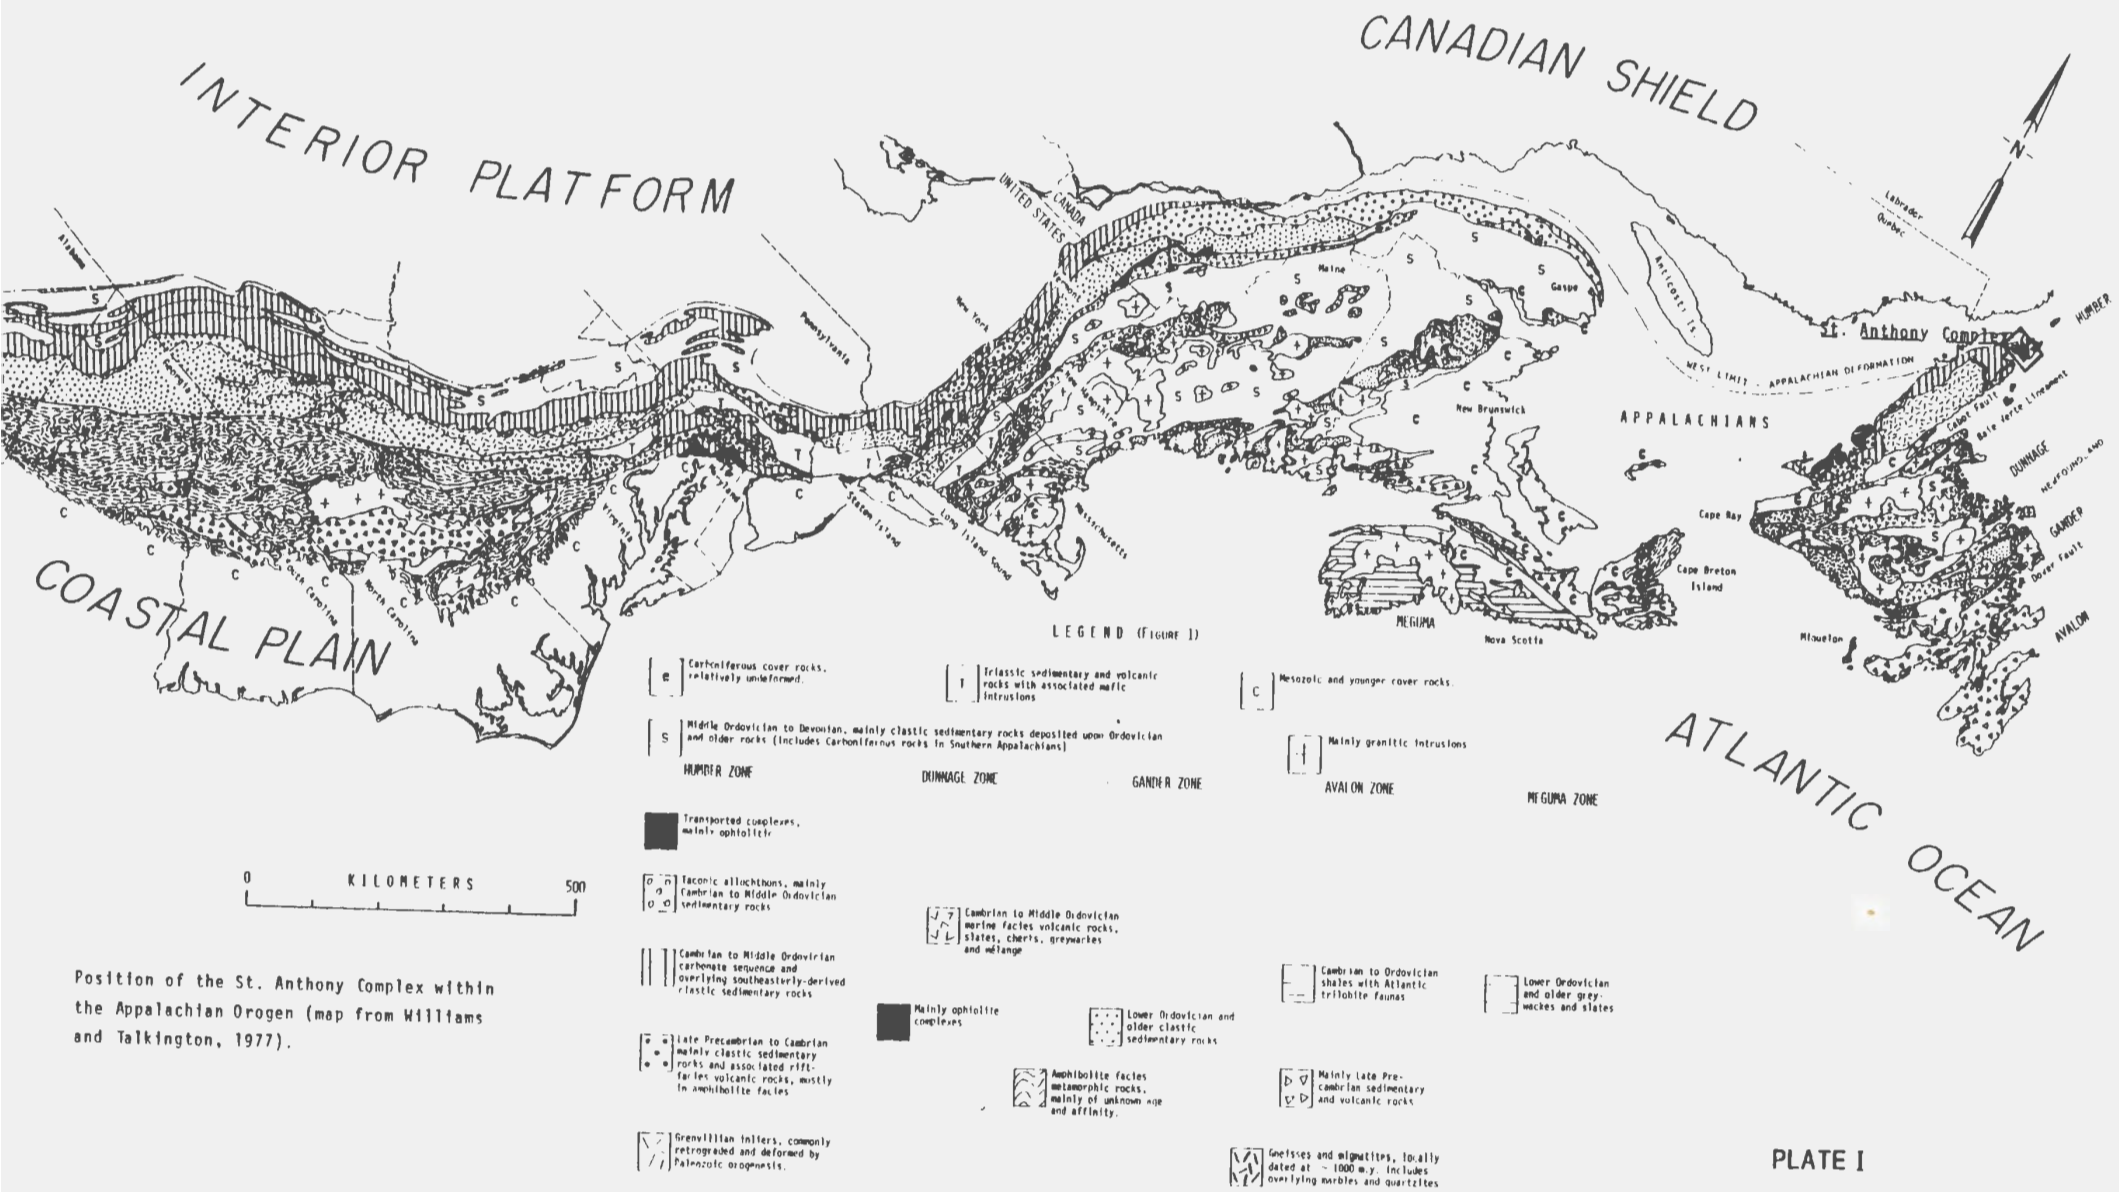 CANADIAN SHIELD
INTERIOR PLATFORM
N
Labrador
Quebec
CANADA
UNITED STATES
Alabama
Maine
Gaspe
Anticosti Is
HUMBER
St. Anthony Comple
New York
Pennsylvania
WEST LIMIT - APPALACHIAN DEFORMATION
New Brunswick
APPALACHIANS
Cabot Fault
Baie Verte Lineament
DUNNAGE
NEWFOUNDLAND
Cape Ray
GANDER
Dover Fault
Virginia
Staten Island
Long Island Sound
Massachusetts
Cape Breton
Island
COASTAL PLAIN
South Carolina
North Carolina
MEGUMA
Nova Scotia
Miquelon
AVALON
ATLANTIC OCEAN
LEGEND (FIGURE 1)
Carboniferous cover rocks,
relatively undeformed.
T
Triassic sedimentary and volcanic
rocks with associated mafic
intrusions
C
Mesozoic and younger cover rocks.
S
Middle Ordovician to Devonian, mainly clastic sedimentary rocks deposited upon Ordovician
and older rocks (includes Carboniferous rocks in Southern Appalachians)
Mainly granitic intrusions
HUMBER ZONE
DUNNAGE ZONE
GANDER ZONE
AVALON ZONE
MEGUMA ZONE
Transported complexes,
mainly ophiolitic
Taconic allochthons, mainly
Cambrian to Middle Ordovician
sedimentary rocks
Cambrian to Middle Ordovician
marine facies volcanic rocks,
slates, cherts, greywackes
and mélange
Cambrian to Middle Ordovician
carbonate sequence and
overlying southeasterly-derived
clastic sedimentary rocks
Cambrian to Ordovician
shales with Atlantic
trilobite faunas
Lower Ordovician
and older grey-
wackes and slates
Mainly ophiolite
complexes
Lower Ordovician and
older clastic
sedimentary rocks
Late Precambrian to Cambrian
mainly clastic sedimentary
rocks and associated rift-
facies volcanic rocks, mostly
in amphibolite facies
Amphibolite facies
metamorphic rocks,
mainly of unknown age
and affinity.
Mainly Late Pre-
cambrian sedimentary
and volcanic rocks
Grenvillian inliers, commonly
retrograded and deformed by
Paleozoic orogenesis.
Gneisses and migmatites, locally
dated at ~ 1000 m.y. Includes
overlying marbles and quartzites
0 KILOMETERS 500
Position of the St. Anthony Complex within
the Appalachian Orogen (map from Williams
and Talkington, 1977).
PLATE I